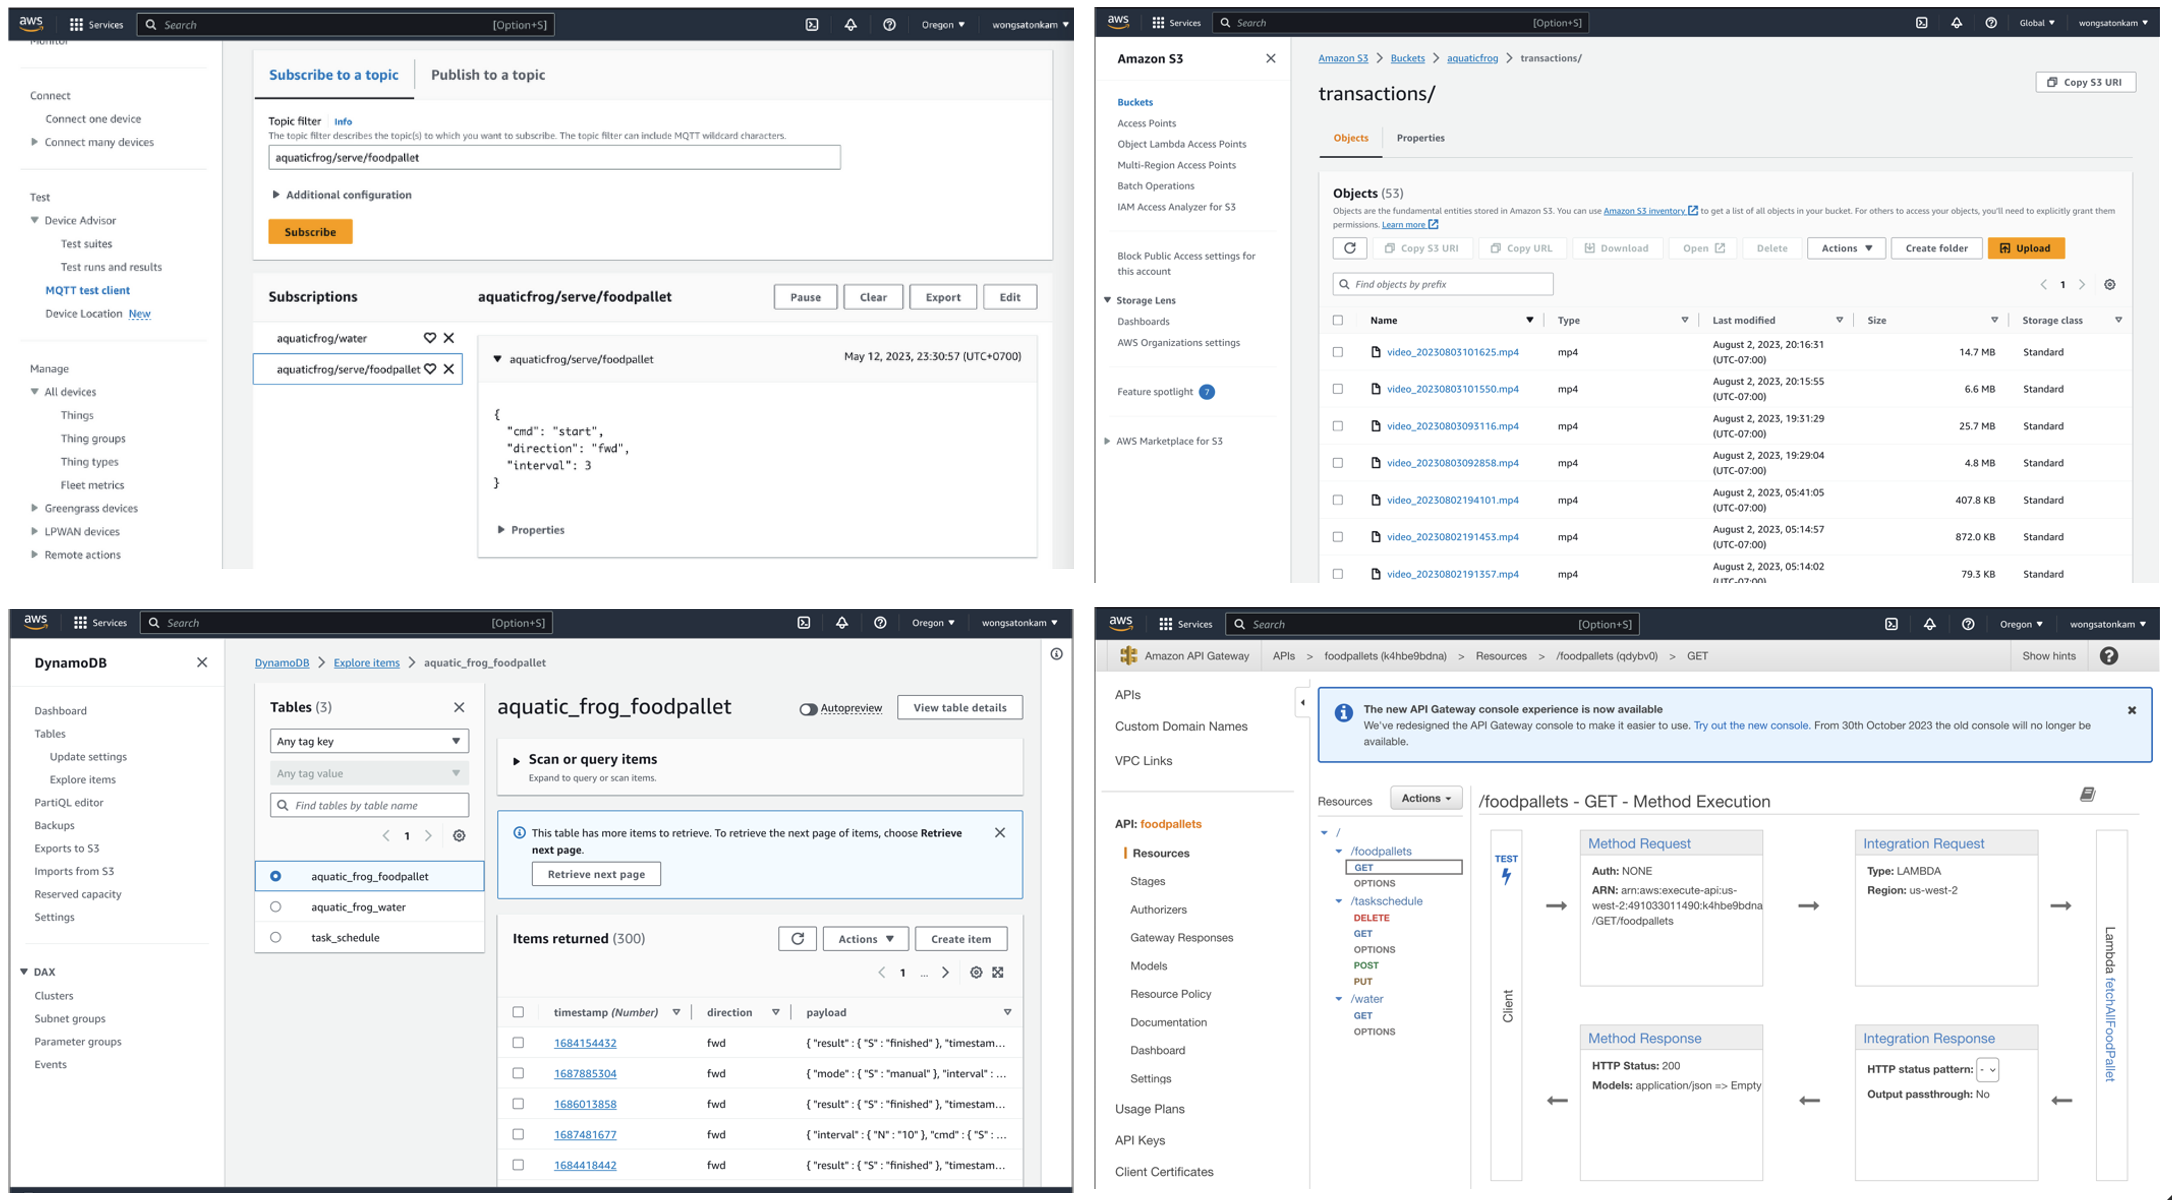 aws
Services
Search
[Option+S]
Oregon
wongsatonkam
Monitor
Connect
Connect one device
Connect many devices
Test
Device Advisor
Test suites
Test runs and results
MQTT test client
Device Location New
Manage
All devices
Things
Thing groups
Thing types
Fleet metrics
Greengrass devices
LPWAN devices
Remote actions
Subscribe to a topic
Publish to a topic
Topic filter Info
The topic filter describes the topic(s) to which you want to subscribe. The topic filter can include MQTT wildcard characters.
aquaticfrog/serve/foodpallet
Additional configuration
Subscribe
Subscriptions
aquaticfrog/water
aquaticfrog/serve/foodpallet
aquaticfrog/serve/foodpallet
Pause
Clear
Export
Edit
aquaticfrog/serve/foodpallet
May 12, 2023, 23:30:57 (UTC+0700)
{
"cmd": "start",
"direction": "fwd",
"interval": 3
}
Properties
aws
Services
Search
[Option+S]
Global
wongsatonkam
Amazon S3
Buckets
Access Points
Object Lambda Access Points
Multi-Region Access Points
Batch Operations
IAM Access Analyzer for S3
Block Public Access settings for
this account
Storage Lens
Dashboards
AWS Organizations settings
Feature spotlight 7
AWS Marketplace for S3
Amazon S3 > Buckets > aquaticfrog > transactions/
transactions/
Copy S3 URI
Objects
Properties
Objects (53)
Objects are the fundamental entities stored in Amazon S3. You can use Amazon S3 inventory to get a list of all objects in your bucket. For others to access your objects, you'll need to explicitly grant them
permissions. Learn more
Copy S3 URI
Copy URL
Download
Open
Delete
Actions
Create folder
Upload
Find objects by prefix
1
Name Type Last modified Size Storage class
video_20230803101625.mp4 mp4 August 2, 2023, 20:16:31 (UTC-07:00) 14.7 MB Standard
video_20230803101550.mp4 mp4 August 2, 2023, 20:15:55 (UTC-07:00) 6.6 MB Standard
video_20230803093116.mp4 mp4 August 2, 2023, 19:31:29 (UTC-07:00) 25.7 MB Standard
video_20230803092858.mp4 mp4 August 2, 2023, 19:29:04 (UTC-07:00) 4.8 MB Standard
video_20230802194101.mp4 mp4 August 2, 2023, 05:41:05 (UTC-07:00) 407.8 KB Standard
video_20230802191453.mp4 mp4 August 2, 2023, 05:14:57 (UTC-07:00) 872.0 KB Standard
video_20230802191357.mp4 mp4 August 2, 2023, 05:14:02 (UTC-07:00) 79.3 KB Standard
aws
Services
Search
[Option+S]
Oregon
wongsatonkam
DynamoDB
Dashboard
Tables
Update settings
Explore items
PartiQL editor
Backups
Exports to S3
Imports from S3
Reserved capacity
Settings
DAX
Clusters
Subnet groups
Parameter groups
Events
DynamoDB > Explore items > aquatic_frog_foodpallet
Tables (3)
Any tag key
Any tag value
Find tables by table name
1
aquatic_frog_foodpallet
aquatic_frog_water
task_schedule
aquatic_frog_foodpallet
Autopreview
View table details
Scan or query items
Expand to query or scan items.
This table has more items to retrieve. To retrieve the next page of items, choose Retrieve
next page.
Retrieve next page
Items returned (300)
Actions
Create item
1 ...
timestamp (Number) direction payload
1684154432 fwd { "result" : { "S" : "finished" }, "timestam...
1687885304 fwd { "mode" : { "S" : "manual" }, "interval" : ...
1686013858 fwd { "result" : { "S" : "finished" }, "timestam...
1687481677 fwd { "interval" : { "N" : "10" }, "cmd" : { "S" : ...
1684418442 fwd { "result" : { "S" : "finished" }, "timestam...
aws
Services
Search
[Option+S]
Oregon
wongsatonkam
Amazon API Gateway
APIs > foodpallets (k4hbe9bdna) > Resources > /foodpallets (qdybv0) > GET
Show hints
?
APIs
Custom Domain Names
VPC Links
API: foodpallets
Resources
Stages
Authorizers
Gateway Responses
Models
Resource Policy
Documentation
Dashboard
Settings
Usage Plans
API Keys
Client Certificates
The new API Gateway console experience is now available
We've redesigned the API Gateway console to make it easier to use. Try out the new console. From 30th October 2023 the old console will no longer be
available.
Resources
Actions
/
/foodpallets
GET
OPTIONS
/taskschedule
DELETE
GET
OPTIONS
POST
PUT
/water
GET
OPTIONS
/foodpallets - GET - Method Execution
TEST
Client
Method Request
Auth: NONE
ARN: arn:aws:execute-api:us-
west-2:491033011490:k4hbe9bdna
/GET/foodpallets
Integration Request
Type: LAMBDA
Region: us-west-2
Method Response
HTTP Status: 200
Models: application/json => Empty
Integration Response
HTTP status pattern: -
Output passthrough: No
Lambda fetchAllFoodPallet